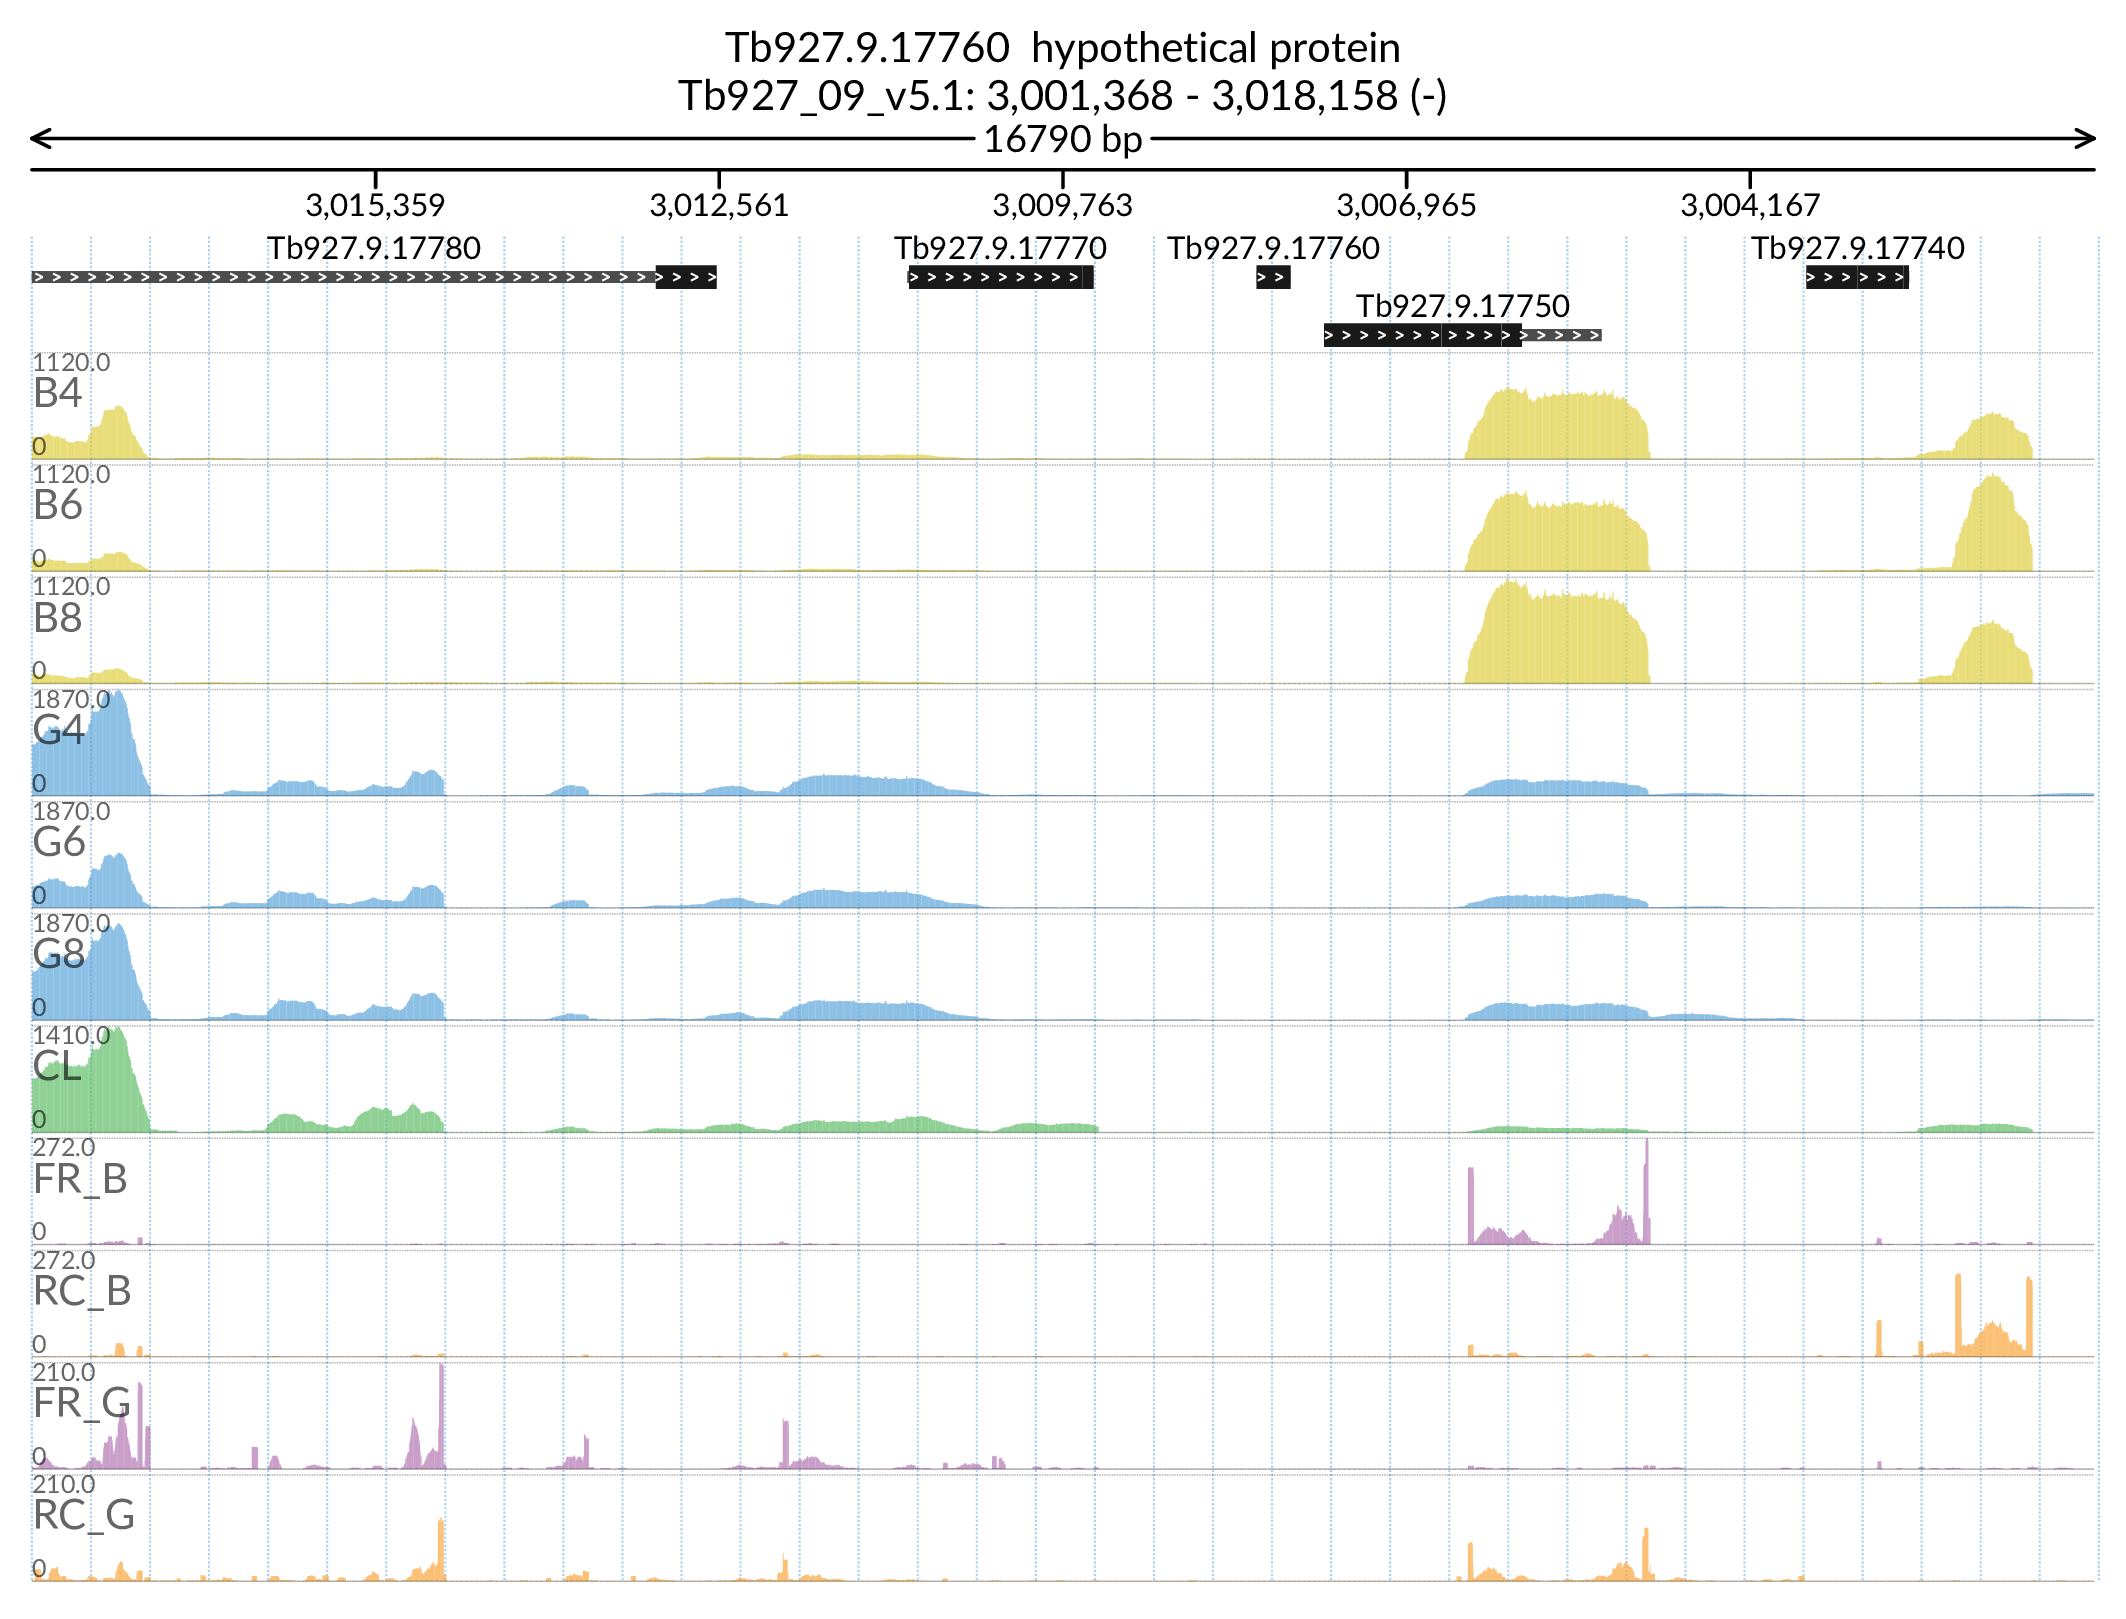 Tb927.9.17760 hypothetical protein
Tb927_09_v5.1: 3,001,368 - 3,018,158 (-)
16790 bp
3,015,359 3,012,561 3,009,763 3,006,965 3,004,167
Tb927.9.17780 Tb927.9.17770 Tb927.9.17760 Tb927.9.17740
Tb927.9.17750
1120.0
B4
0
1120.0
B6
0
1120.0
B8
0
1870.0
G4
0
1870.0
G6
0
1870.0
G8
0
1410.0
CL
0
272.0
FR_B
0
272.0
RC_B
0
210.0
FR_G
0
210.0
RC_G
0